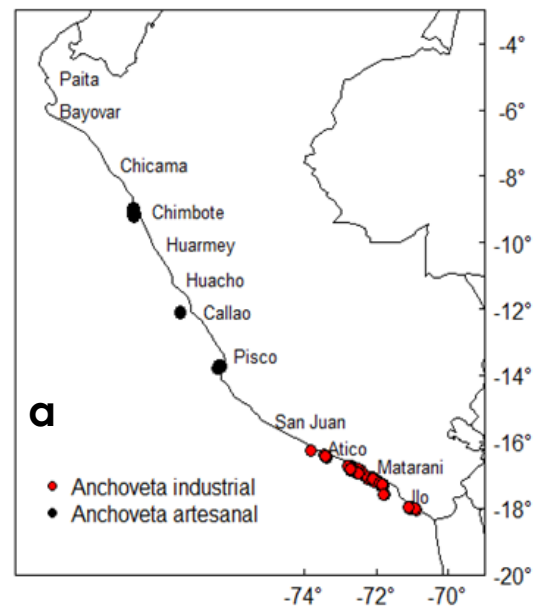 -4°
Paita
Bayovar
-6°
Chicama
-8°
Chimbote
Huarmey
-10°
Huacho
Callao
-12°
Pisco
-14°
a
San Juan
Atico
-16°
Matarani
Anchoveta industrial
Ilo
-18°
Anchoveta artesanal
-20°
-74° -72° -70°